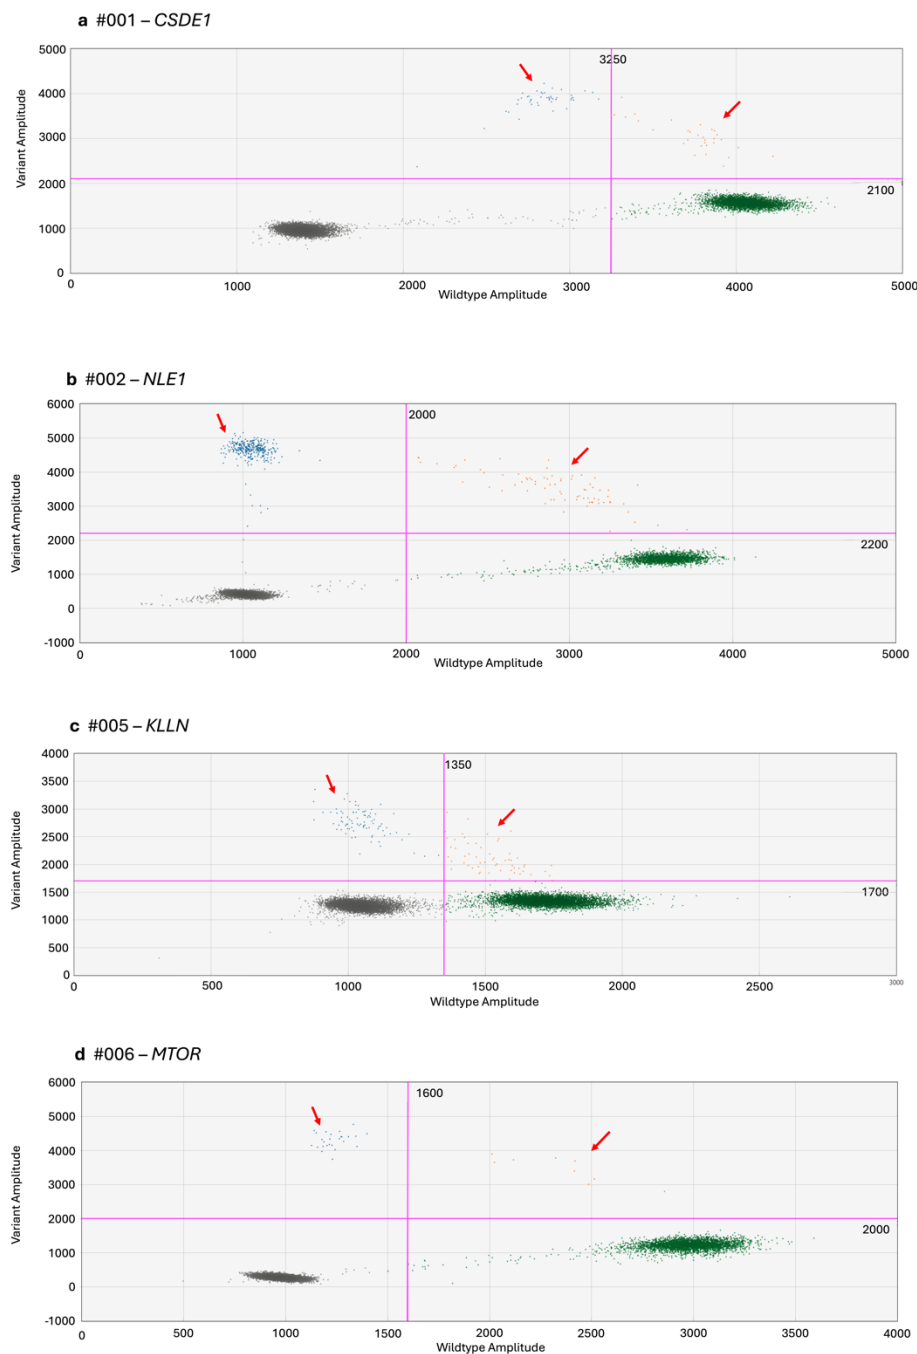 a #001 – CSDE1
5000
3250
4000
3000
2000
2100
1000
0
0 1000 2000 3000 4000 5000
Variant Amplitude
Wildtype Amplitude
b #002 – NLE1
6000
2000
5000
4000
3000
2000
2200
1000
0
-1000
0 1000 2000 3000 4000 5000
Variant Amplitude
Wildtype Amplitude
c #005 – KLLN
4000
1350
3500
3000
2500
2000
1500
1700
1000
500
0
0 500 1000 1500 2000 2500 3000
Variant Amplitude
Wildtype Amplitude
d #006 – MTOR
6000
1600
5000
4000
3000
2000
2000
1000
0
-1000
0 500 1000 1500 2000 2500 3000 3500 4000
Variant Amplitude
Wildtype Amplitude